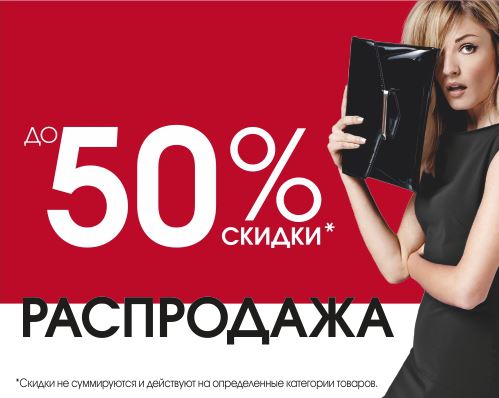 ДО
50%
СКИДКИ*
РАСПРОДАЖА
*Скидки не суммируются и действуют на определенные категории товаров.